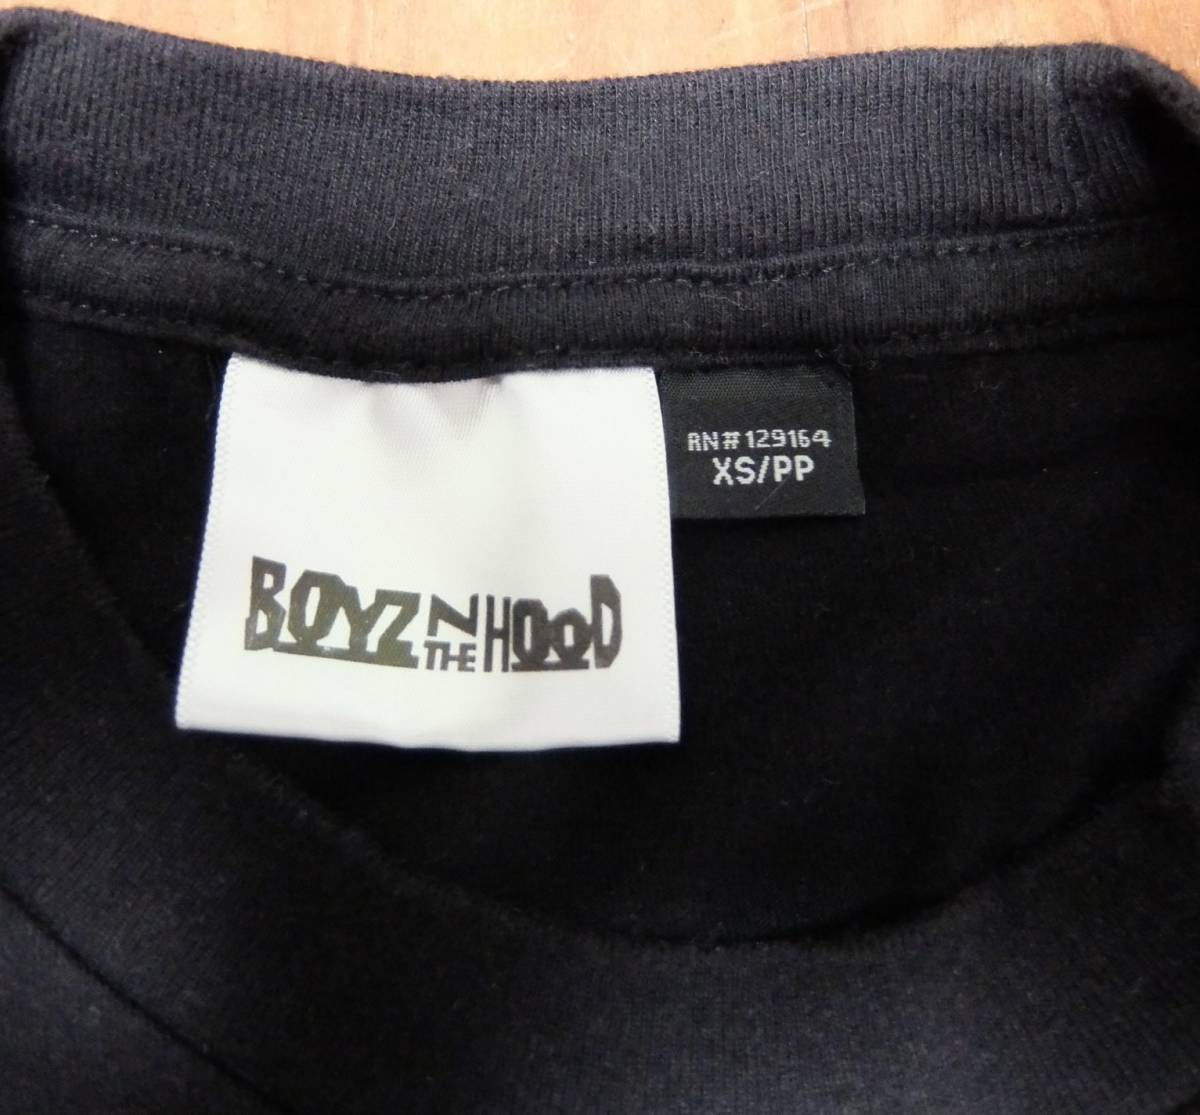 BOYZ N THE HOOD
RN#129164
XS/PP